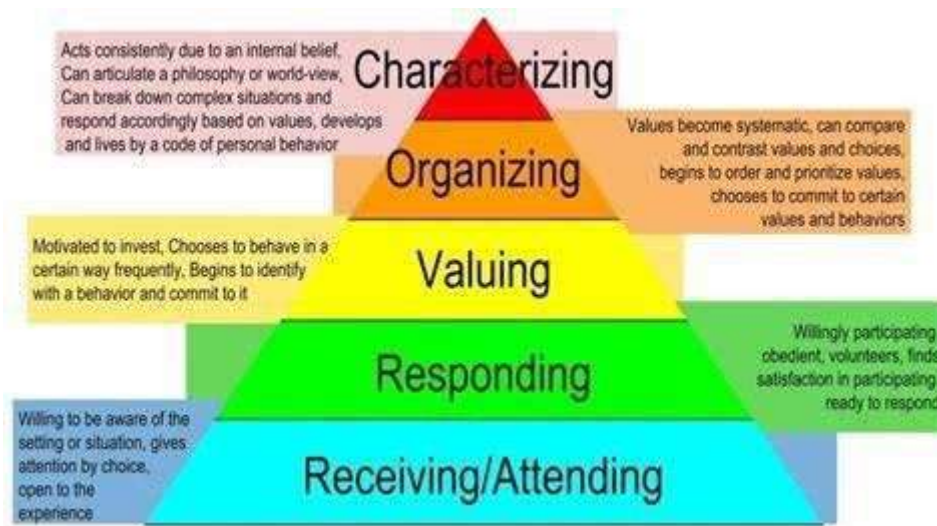 Characterizing
Acts consistently due to an internal belief,
Can articulate a philosophy or world-view,
Can break down complex situations and
respond accordingly based on values, develops
and lives by a code of personal behavior
Organizing
Values become systematic, can compare
and contrast values and choices,
begins to order and prioritize values,
chooses to commit to certain
values and behaviors
Valuing
Motivated to invest, Chooses to behave in a
certain way frequently, Begins to identify
with a behavior and commit to it
Responding
Willingly participating
obedient, volunteers, finds
satisfaction in participating
ready to respond
Receiving/Attending
Willing to be aware of the
setting or situation, gives
attention by choice,
open to the
experience